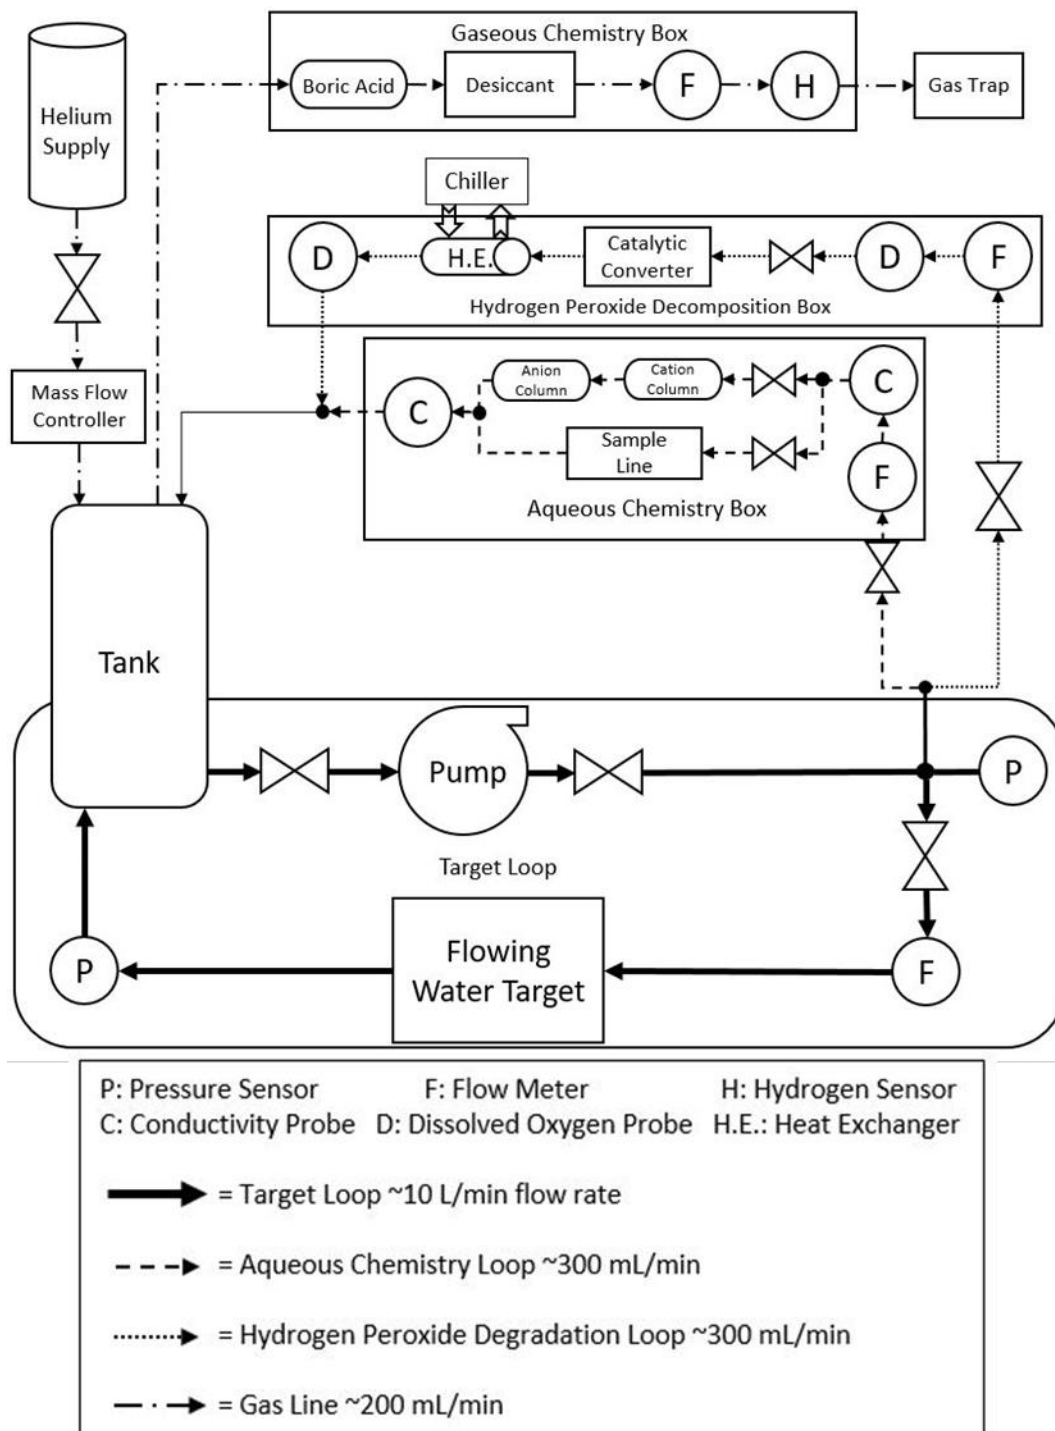 Gaseous Chemistry Box
Boric Acid
Desiccant
F
H
Gas Trap
Helium
Supply
Chiller
D
H.E.
Catalytic
Converter
D
F
Hydrogen Peroxide Decomposition Box
Mass Flow
Controller
C
Anion
Column
Cation
Column
C
Sample
Line
F
Aqueous Chemistry Box
Tank
Pump
P
Target Loop
P
Flowing
Water Target
F
P: Pressure Sensor F: Flow Meter H: Hydrogen Sensor
C: Conductivity Probe D: Dissolved Oxygen Probe H.E.: Heat Exchanger
= Target Loop ~10 L/min flow rate
= Aqueous Chemistry Loop ~300 mL/min
= Hydrogen Peroxide Degradation Loop ~300 mL/min
= Gas Line ~200 mL/min